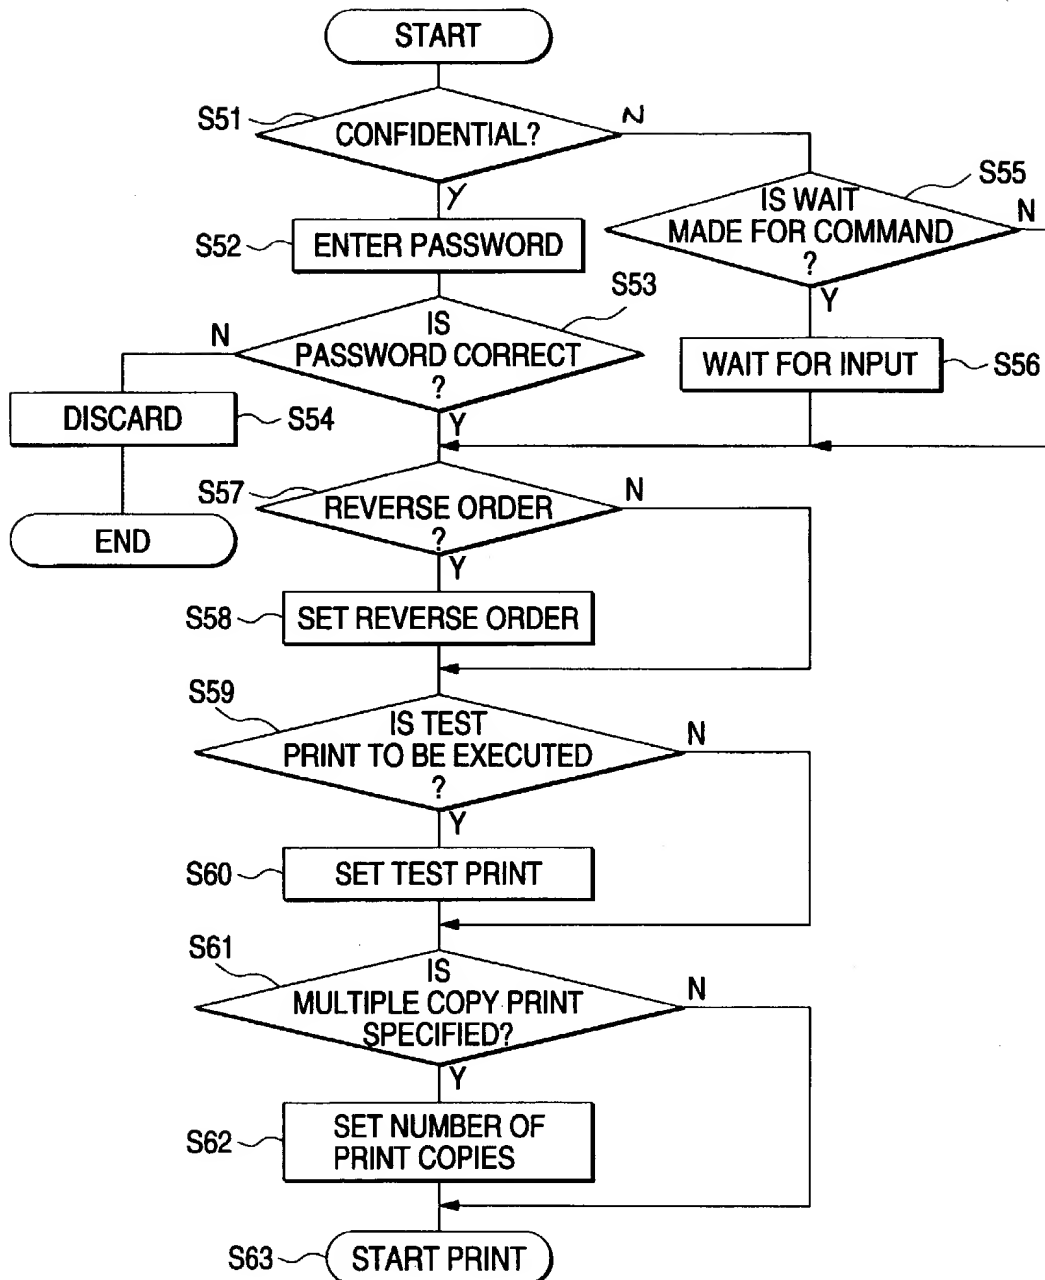 START
S51
CONFIDENTIAL?
N
Y
S55
IS WAIT
MADE FOR COMMAND
?
N
Y
S52
ENTER PASSWORD
S53
IS
PASSWORD CORRECT
?
N
Y
WAIT FOR INPUT
S56
DISCARD
S54
END
S57
REVERSE ORDER
?
N
Y
S58
SET REVERSE ORDER
S59
IS TEST
PRINT TO BE EXECUTED
?
N
Y
S60
SET TEST PRINT
S61
IS
MULTIPLE COPY PRINT
SPECIFIED?
N
Y
S62
SET NUMBER OF
PRINT COPIES
S63
START PRINT